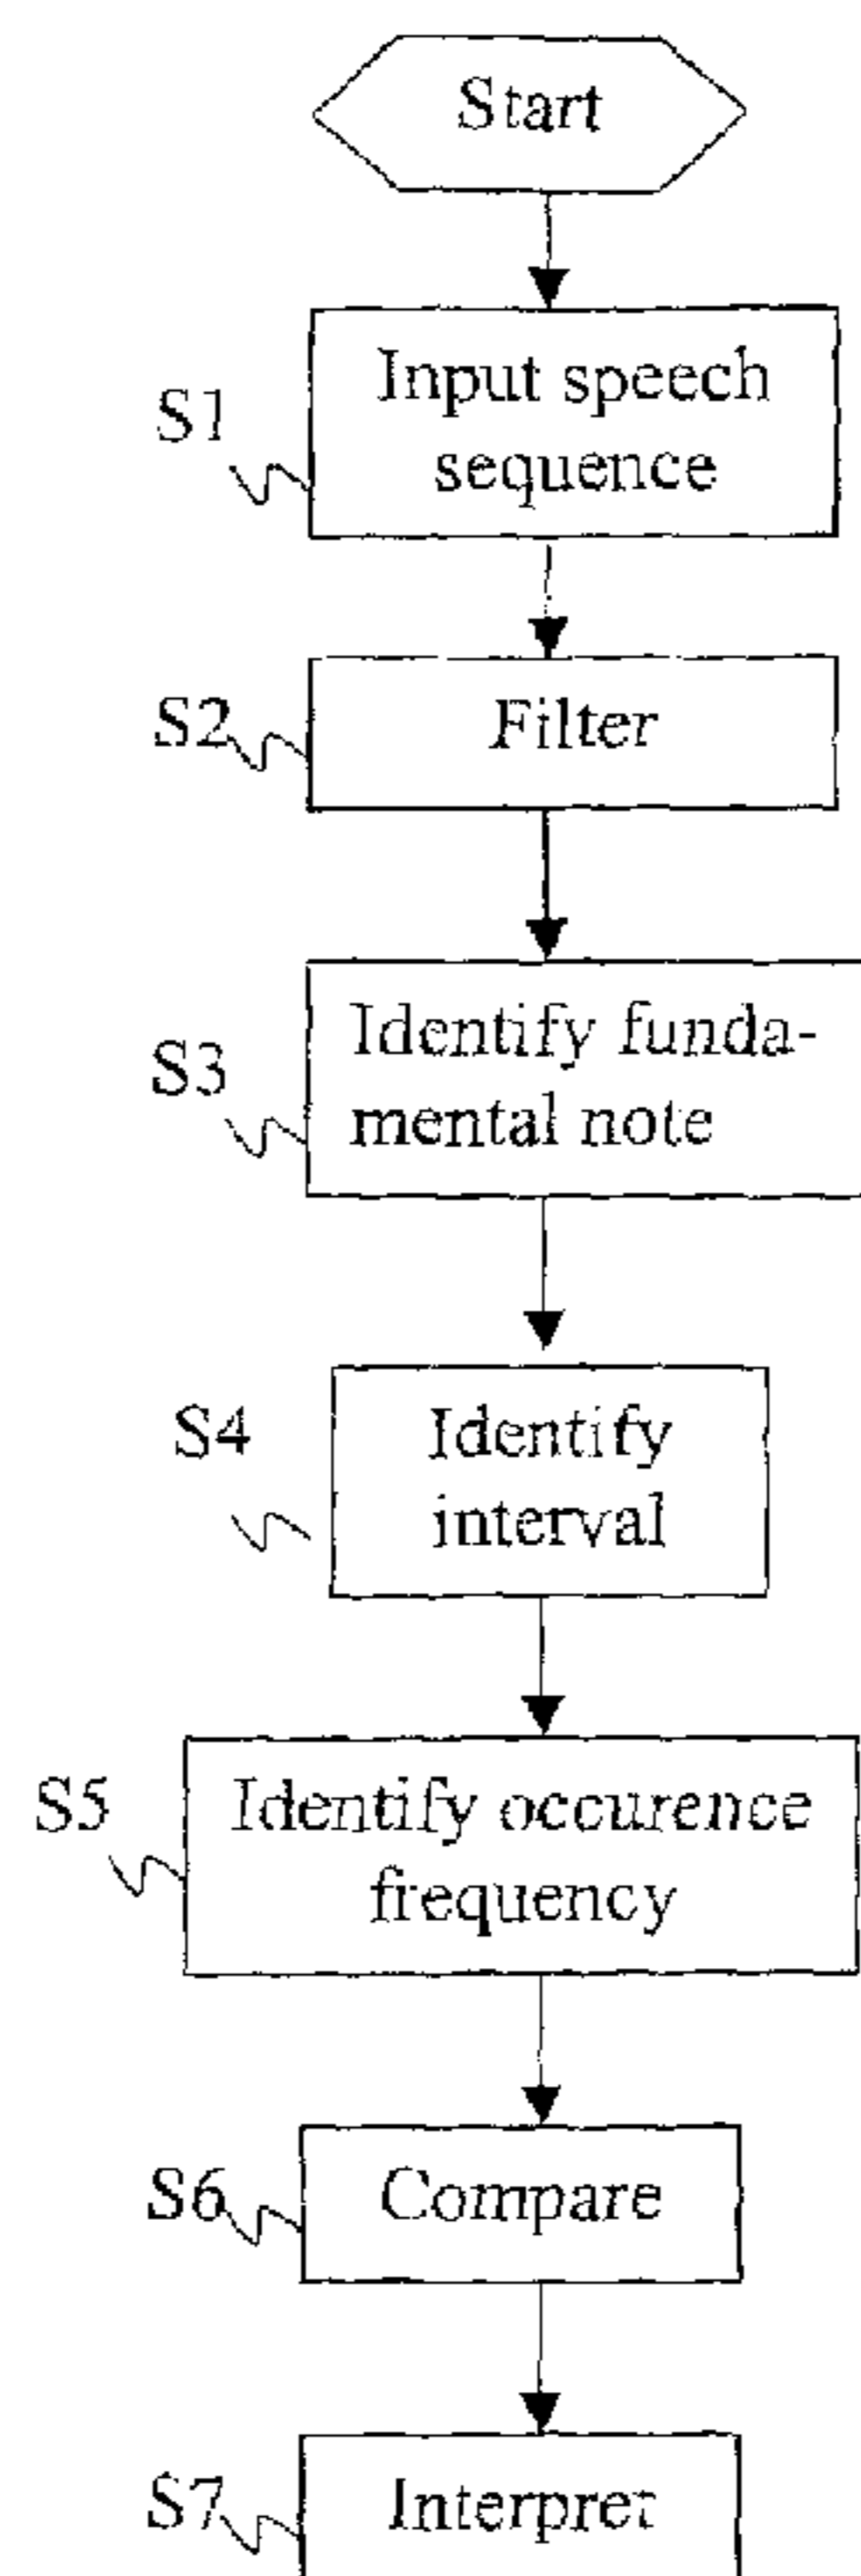 Start
S1
Input speech
sequence
S2
Filter
S3
Identify funda-
mental note
S4
Identify
interval
S5
Identify occurence
frequency
S6
Compare
S7
Interpret